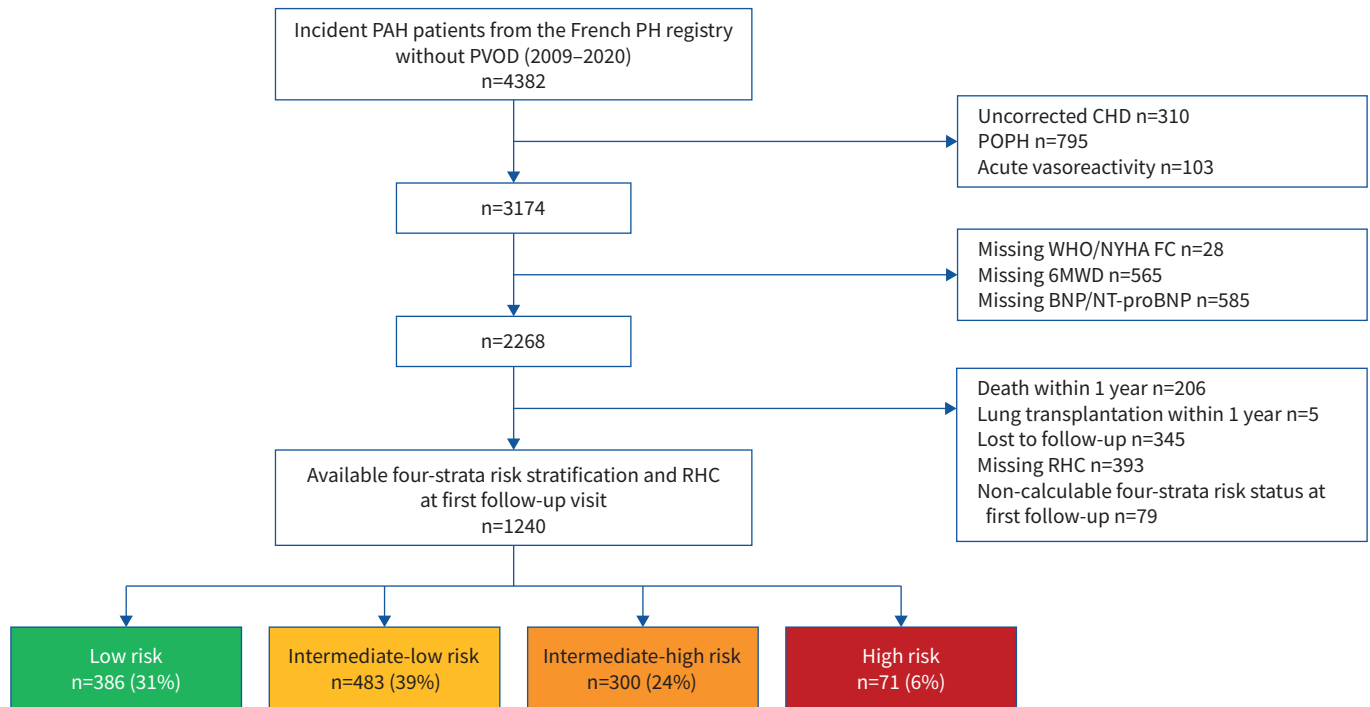 Incident PAH patients from the French PH registry
without PVOD (2009–2020)
n=4382
Uncorrected CHD n=310
POPH n=795
Acute vasoreactivity n=103
n=3174
Missing WHO/NYHA FC n=28
Missing 6MWD n=565
Missing BNP/NT-proBNP n=585
n=2268
Death within 1 year n=206
Lung transplantation within 1 year n=5
Lost to follow-up n=345
Missing RHC n=393
Non-calculable four-strata risk status at
first follow-up n=79
Available four-strata risk stratification and RHC
at first follow-up visit
n=1240
Low risk
n=386 (31%)
Intermediate-low risk
n=483 (39%)
Intermediate-high risk
n=300 (24%)
High risk
n=71 (6%)